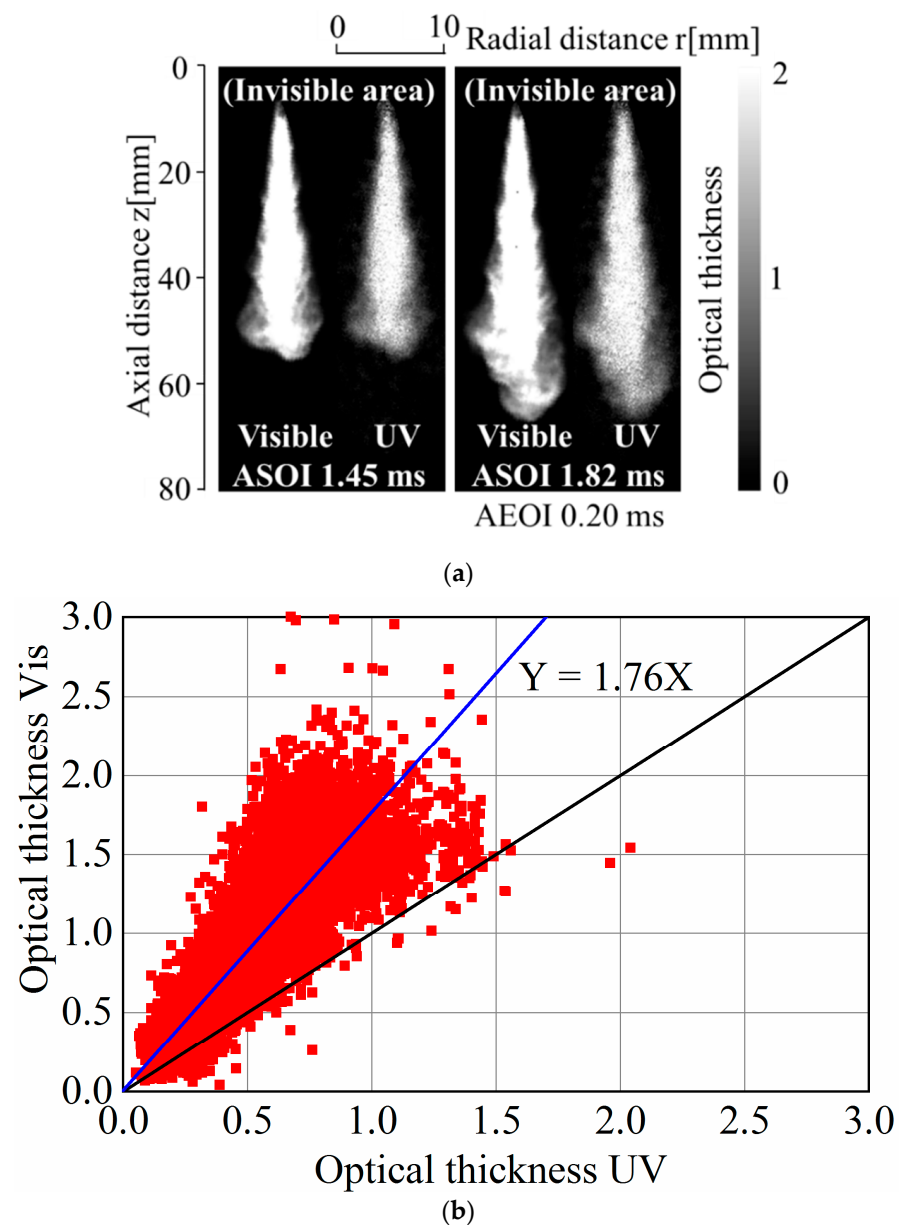 0 10 Radial distance r[mm]
0
20
40
60
80
Axial distance z[mm]
(Invisible area) (Invisible area)
Visible UV Visible UV
ASOI 1.45 ms ASOI 1.82 ms
AEOI 0.20 ms
2
1
0
Optical thickness
(a)
3.0
2.5
2.0
1.5
1.0
0.5
0.0
Optical thickness Vis
Y = 1.76X
0.0 0.5 1.0 1.5 2.0 2.5 3.0
Optical thickness UV
(b)